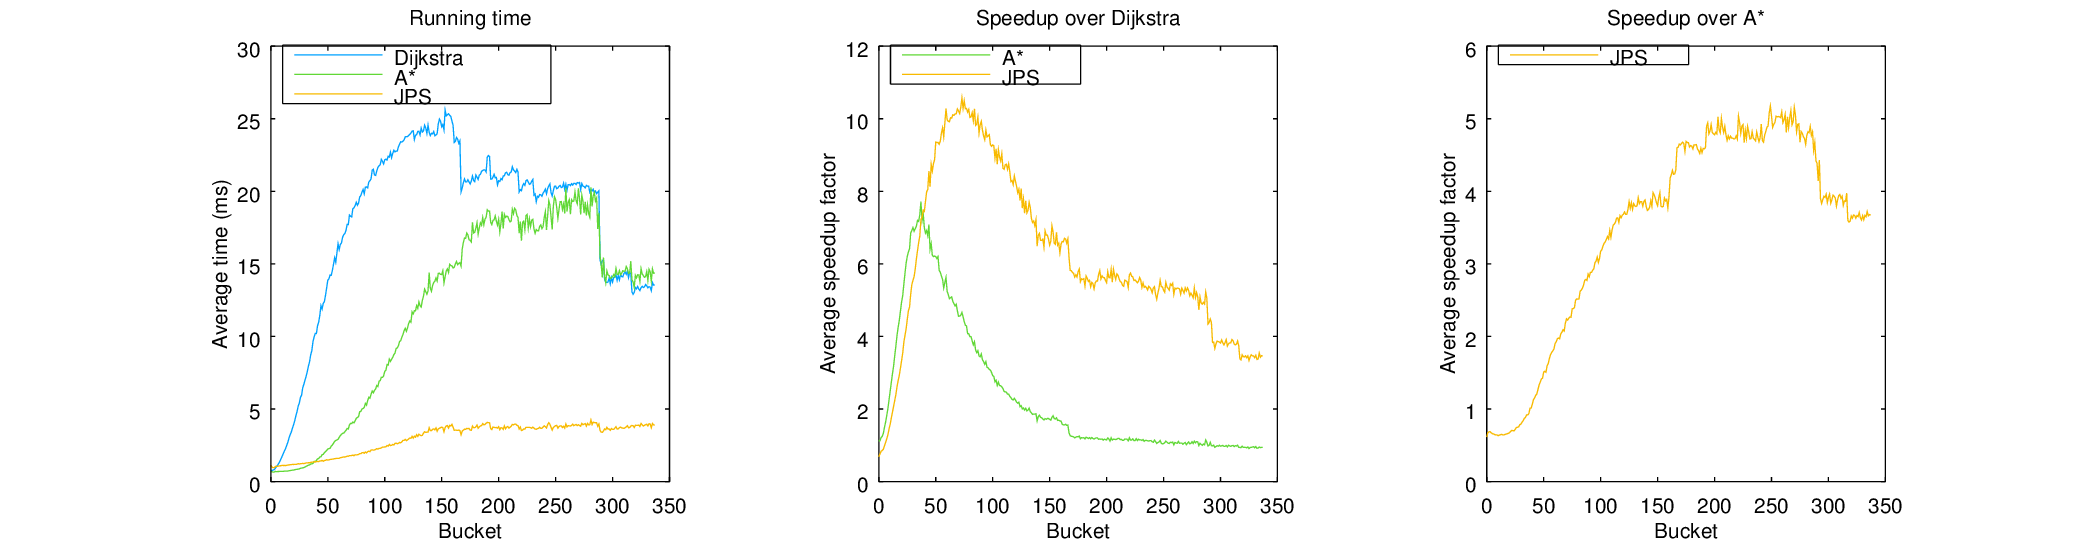 Running time
30
25
20
15
10
5
0
Average time (ms)
Dijkstra
A*
JPS
0 50 100 150 200 250 300 350
Bucket
Speedup over Dijkstra
12
10
8
6
4
2
0
Average speedup factor
A*
JPS
0 50 100 150 200 250 300 350
Bucket
Speedup over A*
6
5
4
3
2
1
0
Average speedup factor
JPS
0 50 100 150 200 250 300 350
Bucket